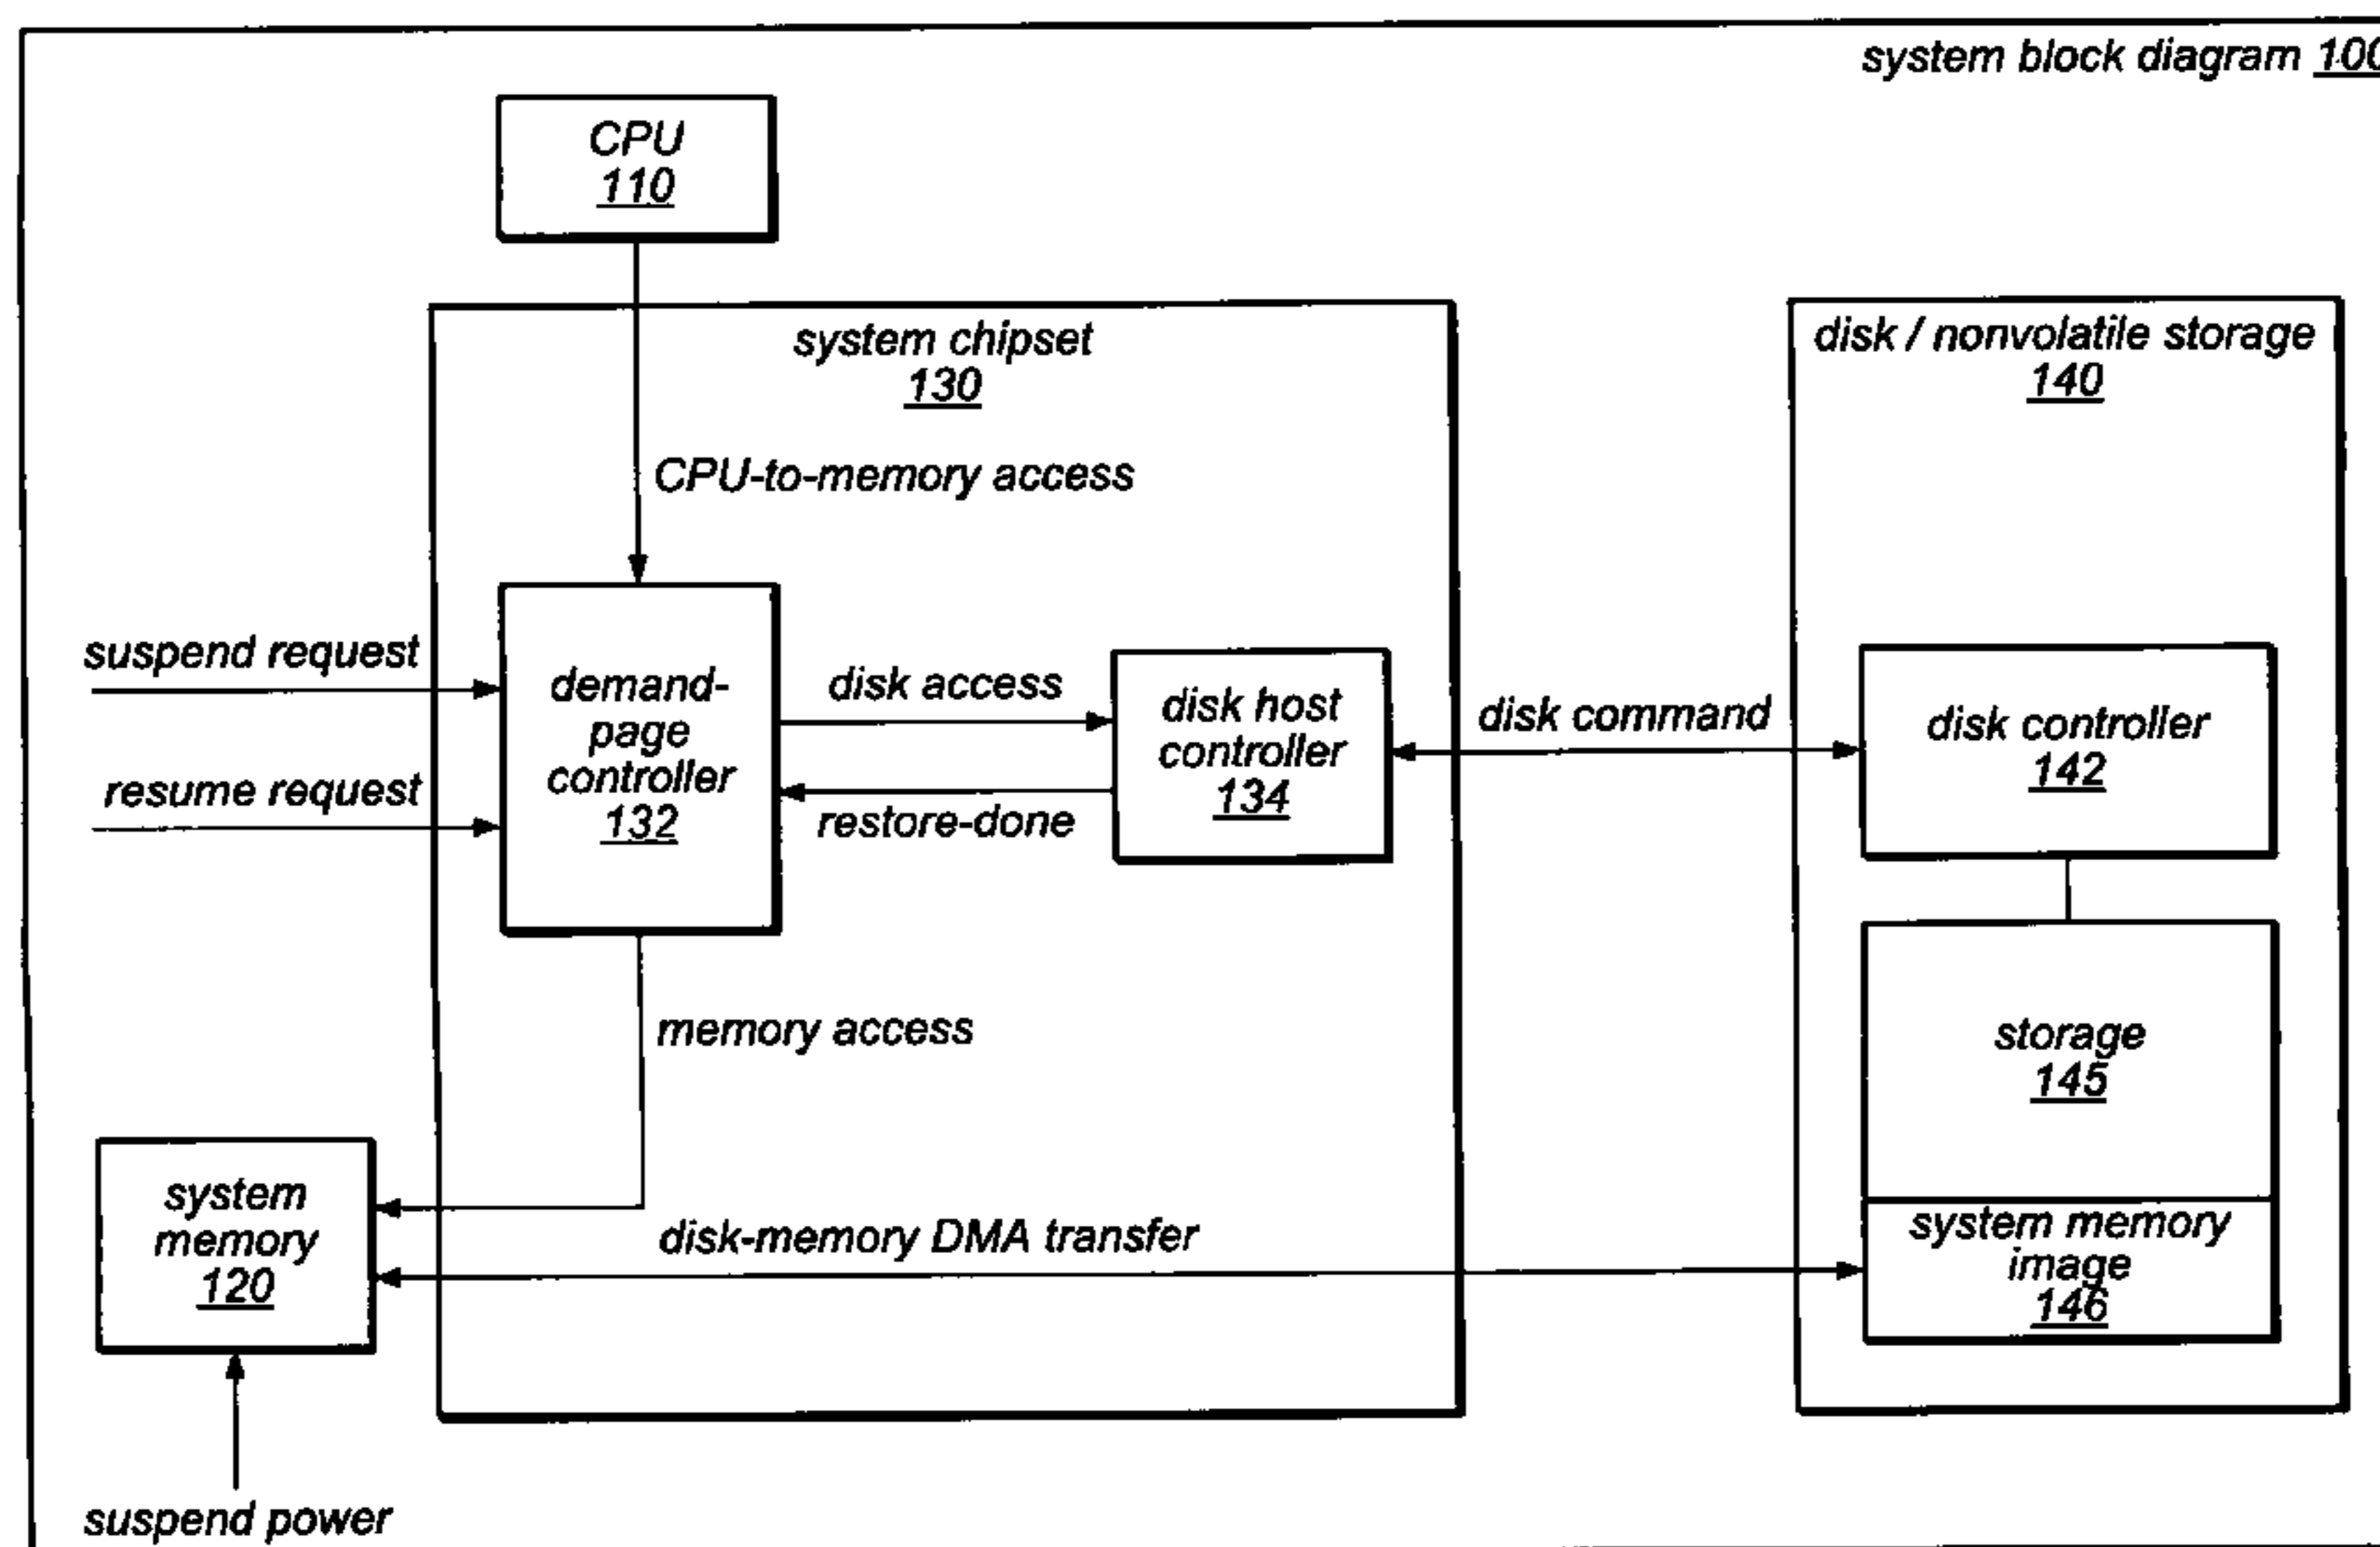 system block diagram 100
CPU
110
system chipset
130
disk / nonvolatile storage
140
CPU-to-memory access
suspend request
resume request
demand-
page
controller
132
disk access
restore-done
disk host
controller
134
disk command
disk controller
142
memory access
storage
145
system
memory
120
disk-memory DMA transfer
system memory
image
146
suspend power